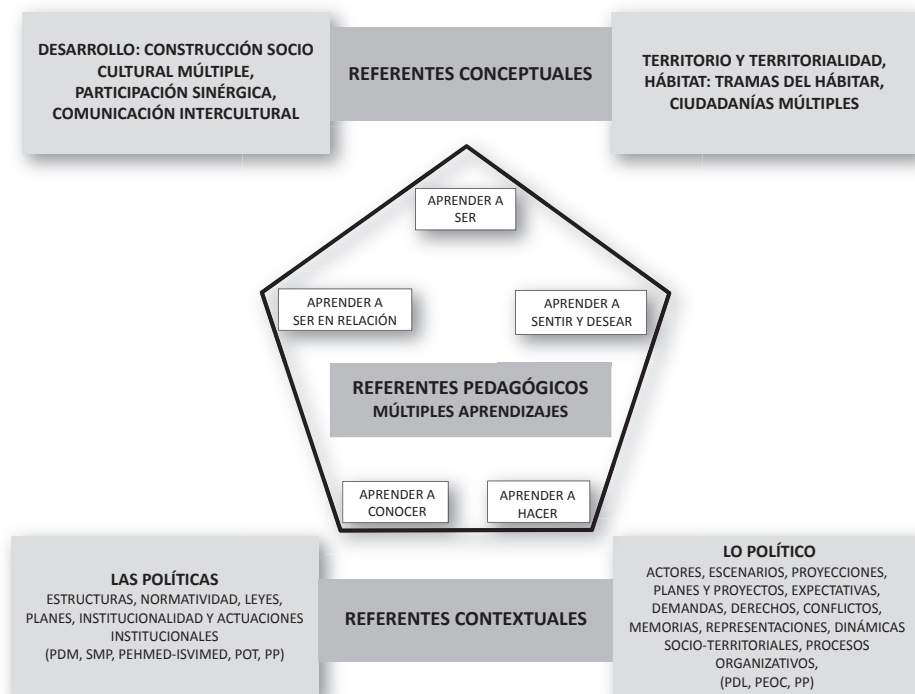 DESARROLLO: CONSTRUCCIÓN SOCIO
CULTURAL MÚLTIPLE,
PARTICIPACIÓN SINÉRGICA,
COMUNICACIÓN INTERCULTURAL
REFERENTES CONCEPTUALES
TERRITORIO Y TERRITORIALIDAD,
HÁBITAT: TRAMAS DEL HÁBITAR,
CIUDADANÍAS MÚLTIPLES
APRENDER A
SER
APRENDER A
SER EN RELACIÓN
APRENDER A
SENTIR Y DESEAR
REFERENTES PEDAGÓGICOS
MÚLTIPLES APRENDIZAJES
APRENDER A
CONOCER
APRENDER A
HACER
LAS POLÍTICAS
ESTRUCTURAS, NORMATIVIDAD, LEYES,
PLANES, INSTITUCIONALIDAD Y ACTUACIONES
INSTITUCIONALES
(PDM, SMP, PEHMED-ISVIMED, POT, PP)
REFERENTES CONTEXTUALES
LO POLÍTICO
ACTORES, ESCENARIOS, PROYECCIONES,
PLANES Y PROYECTOS, EXPECTATIVAS,
DEMANDAS, DERECHOS, CONFLICTOS,
MEMORIAS, REPRESENTACIONES, DINÁMICAS
SOCIO-TERRITORIALES, PROCESOS
ORGANIZATIVOS,
(PDL, PEOC, PP)